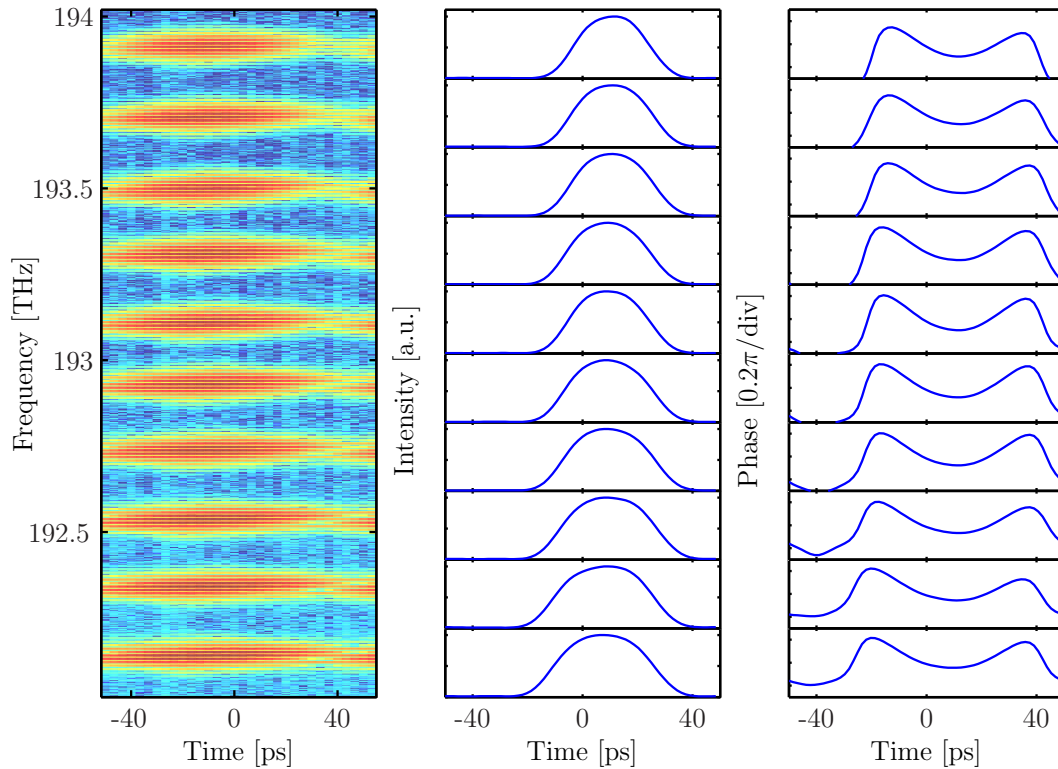 194
193.5
193
192.5
Frequency [THz]
-40
0
40
Time [ps]
Intensity [a.u.]
-40
0
40
Time [ps]
Phase [0.2π/div]
-40
0
40
Time [ps]